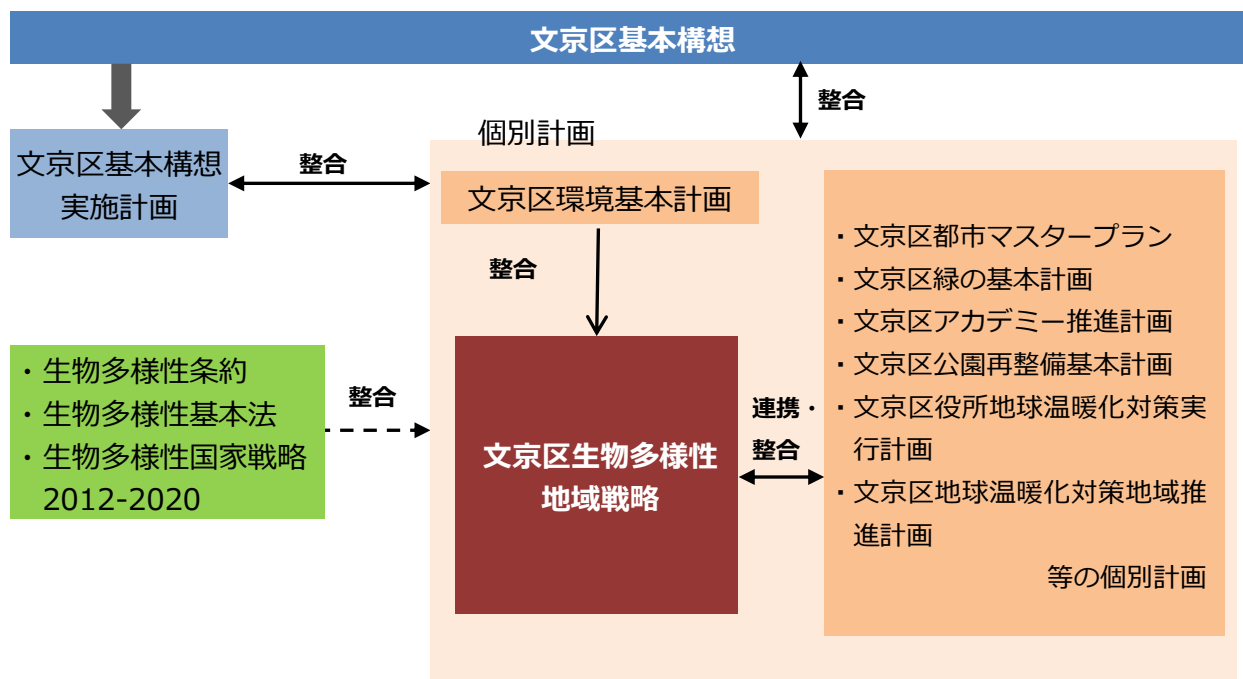 文京区基本構想
整合
文京区基本構想
実施計画
整合
個別計画
文京区環境基本計画
整合
・生物多様性条約
・生物多様性基本法
・生物多様性国家戦略
2012-2020
整合
文京区生物多様性
地域戦略
連携・
整合
・文京区都市マスタープラン
・文京区緑の基本計画
・文京区アカデミー推進計画
・文京区公園再整備基本計画
・文京区役所地球温暖化対策実
行計画
・文京区地球温暖化対策地域推
進計画
等の個別計画